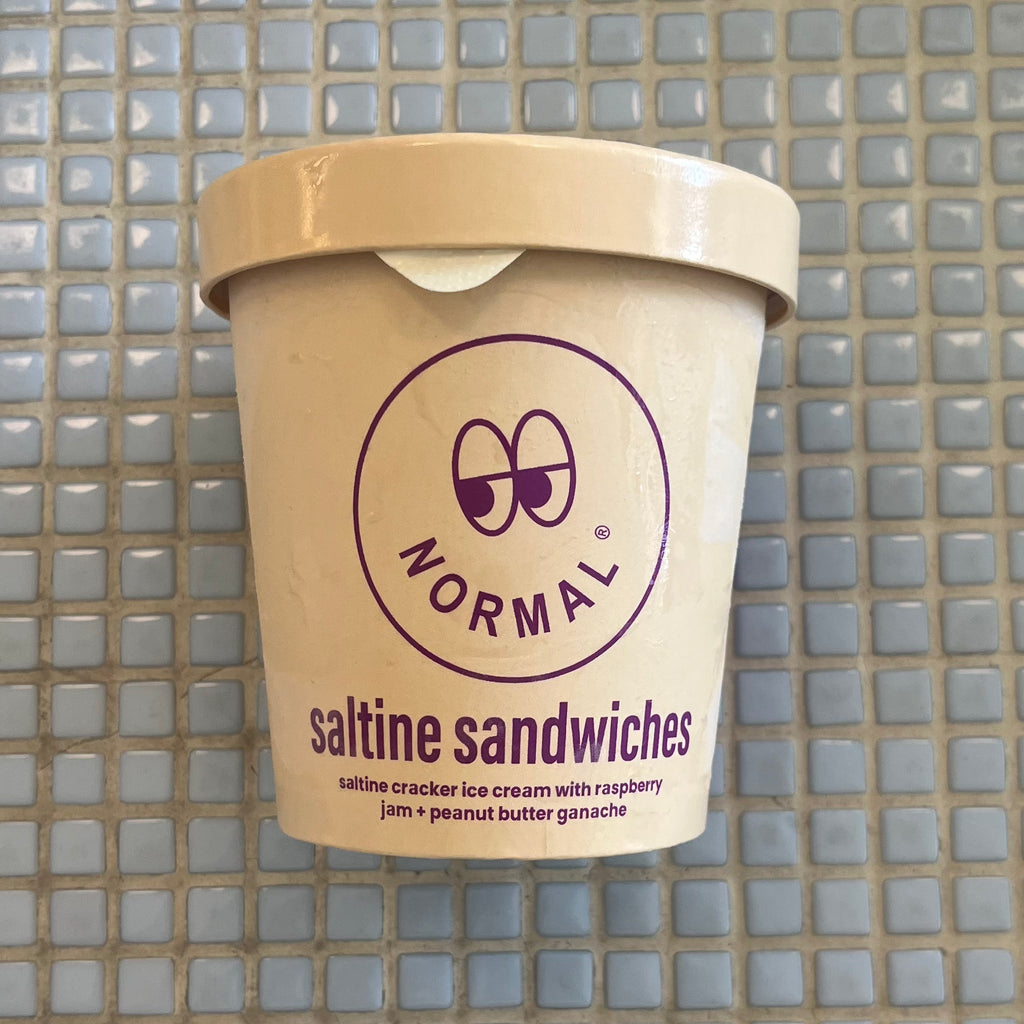 NORMAL®
saltine sandwiches
saltine cracker ice cream with raspberry
jam + peanut butter ganache